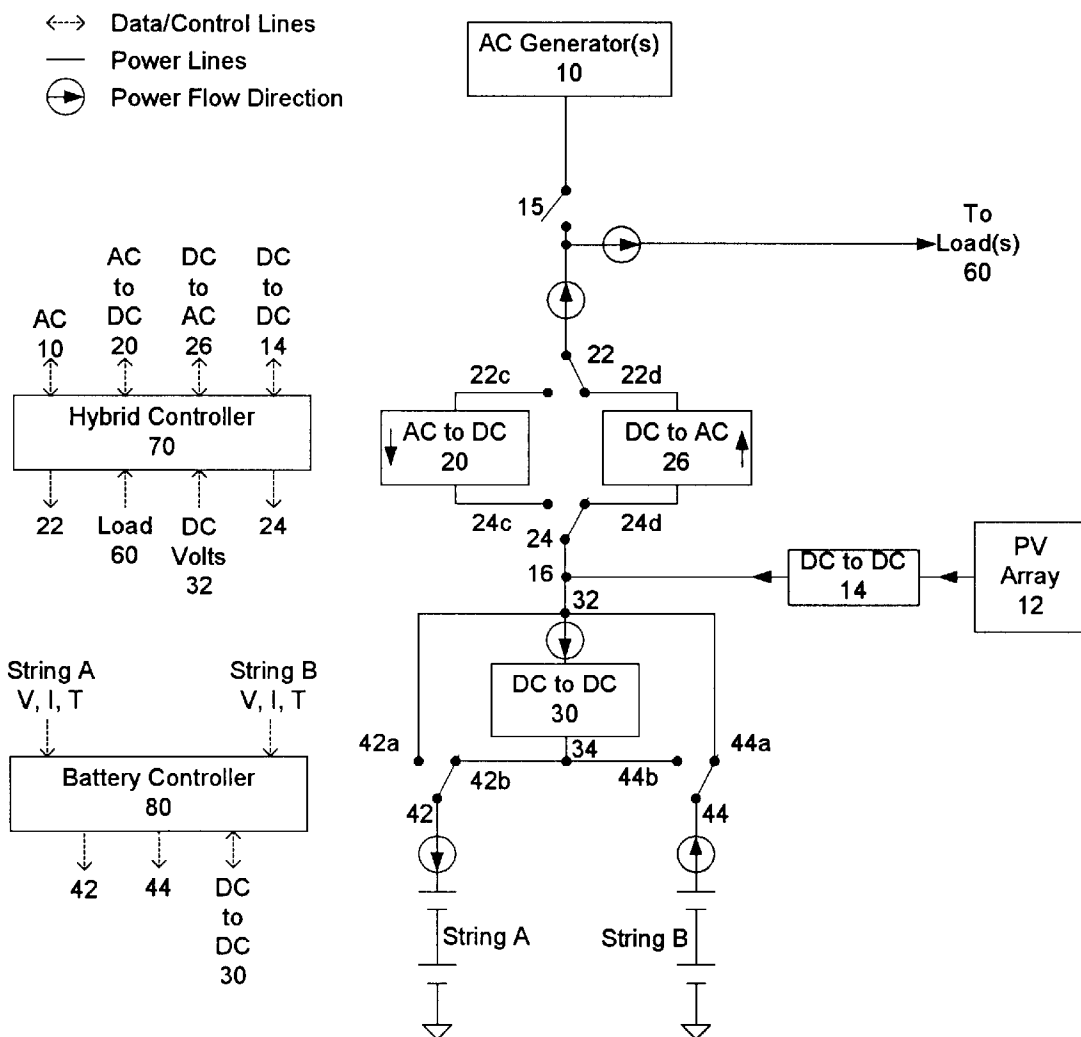 Data/Control Lines
Power Lines
Power Flow Direction
AC Generator(s)
10
15
To
Load(s)
60
AC
10
AC
to
DC
20
DC
to
AC
26
DC
to
DC
14
Hybrid Controller
70
22
Load
60
DC
Volts
32
24
22
22c
22d
AC to DC
20
DC to AC
26
24c
24d
24
16
DC to DC
14
PV
Array
12
32
DC to DC
30
34
42a
42b
44b
44a
42
44
String A
V, I, T
String B
V, I, T
Battery Controller
80
42
44
DC
to
DC
30
String A
String B